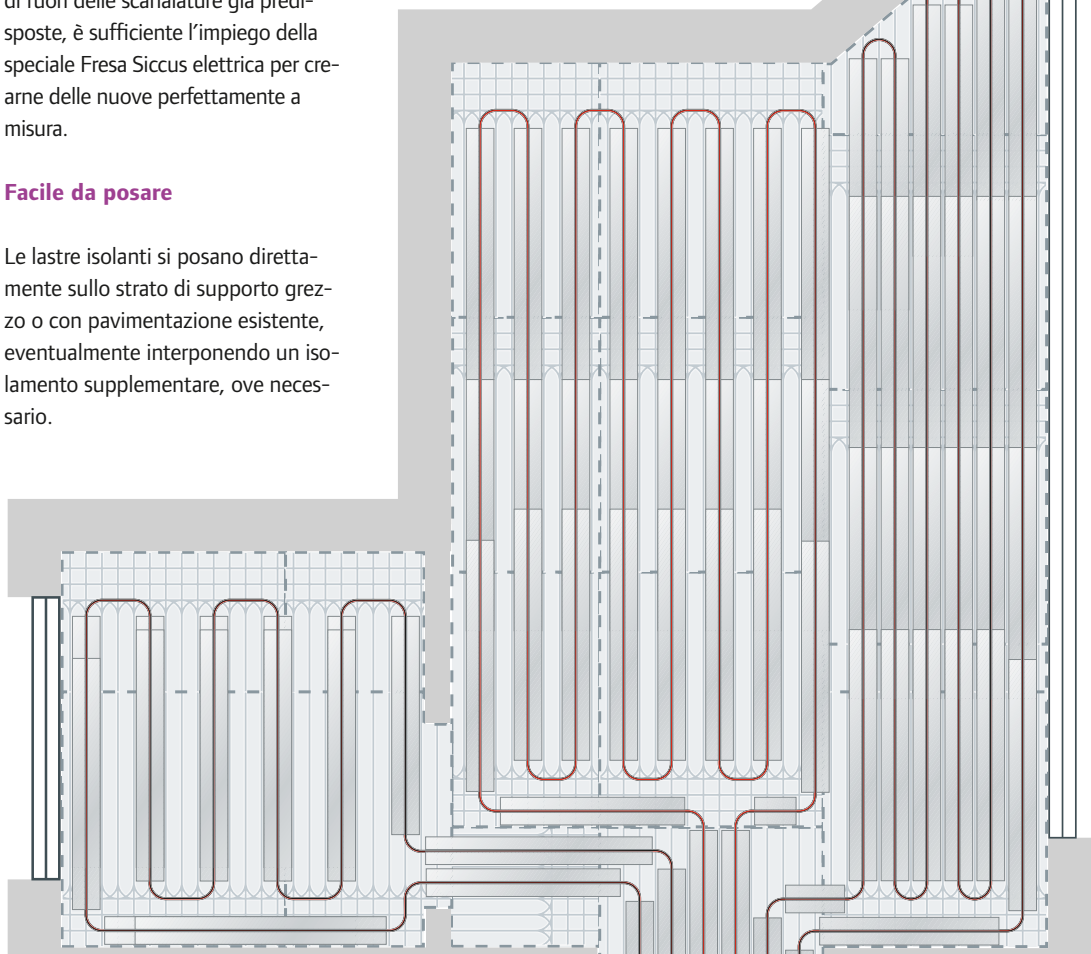 di fuori delle scanalature già predi-
sposte, è sufficiente l'impiego della
speciale Fresa Siccus elettrica per cre-
arne delle nuove perfettamente a
misura.
Facile da posare
Le lastre isolanti si posano diretta-
mente sullo strato di supporto grez-
zo o con pavimentazione esistente,
eventualmente interponendo un iso-
lamento supplementare, ove neces-
sario.